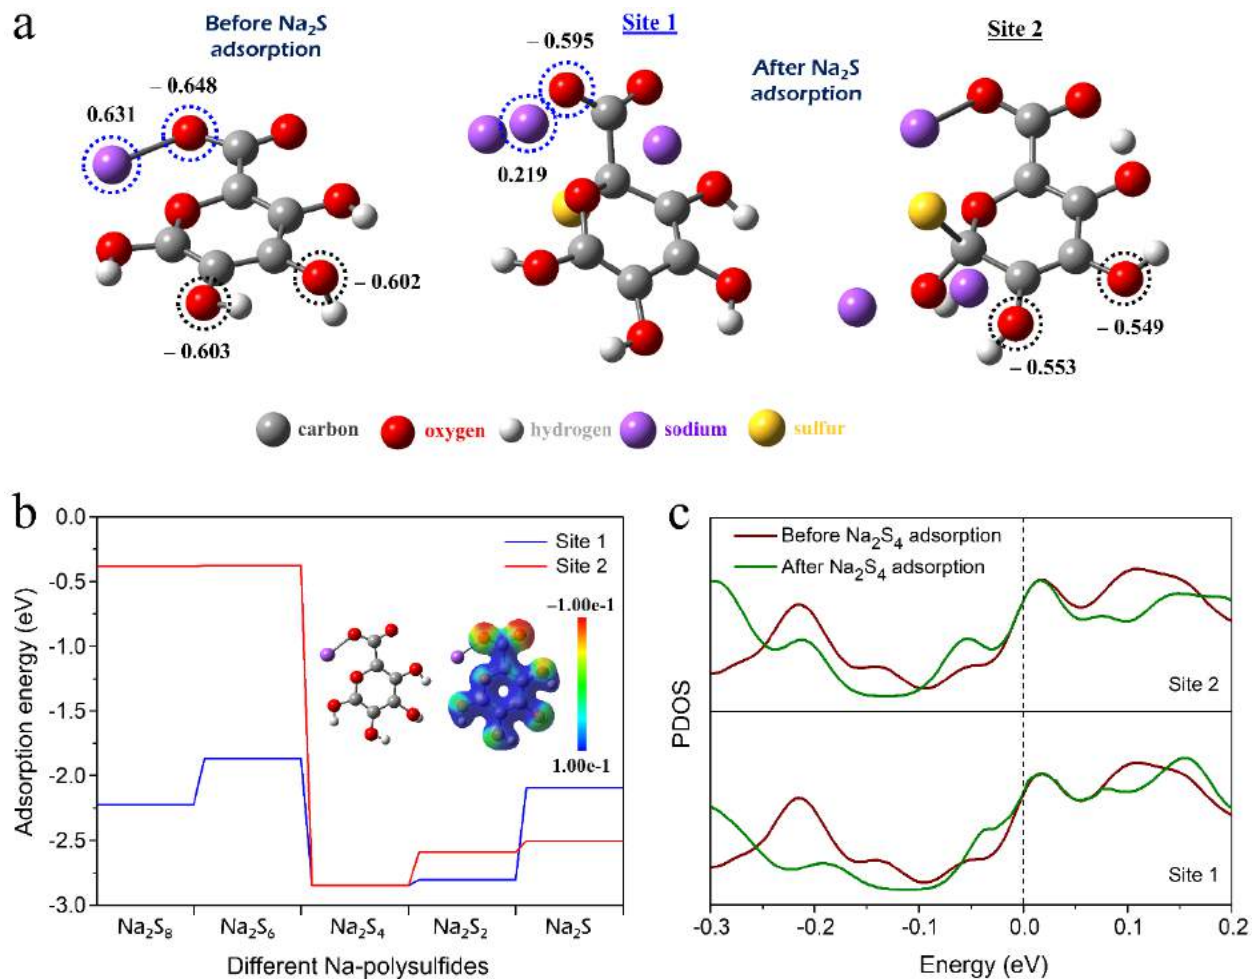 a
Before Na₂S
adsorption
Site 1
Site 2
After Na₂S
adsorption
0.631
– 0.648
– 0.602
– 0.603
– 0.595
0.219
– 0.549
– 0.553
carbon
oxygen
hydrogen
sodium
sulfur
b
0.0
-0.5
-1.0
-1.5
-2.0
-2.5
-3.0
Adsorption energy (eV)
Site 1
Site 2
–1.00e-1
1.00e-1
Na₂S₈
Na₂S₆
Na₂S₄
Na₂S₂
Na₂S
Different Na-polysulfides
c
Before Na₂S₄ adsorption
After Na₂S₄ adsorption
Site 2
Site 1
PDOS
-0.3
-0.2
-0.1
0.0
0.1
0.2
Energy (eV)